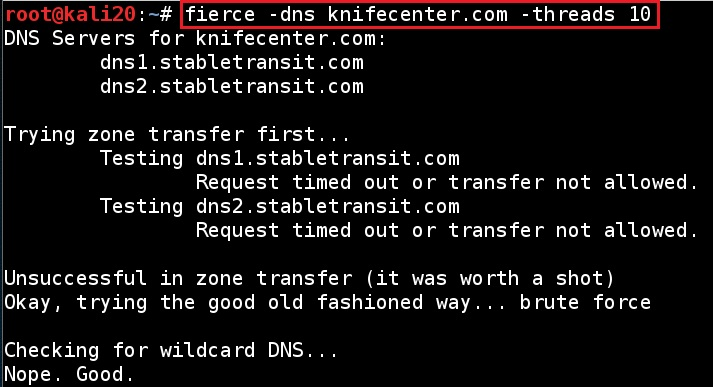 root@kali20:~# fierce -dns knifecenter.com -threads 10
DNS Servers for knifecenter.com:
dns1.stabletransit.com
dns2.stabletransit.com
Trying zone transfer first...
Testing dns1.stabletransit.com
Request timed out or transfer not allowed.
Testing dns2.stabletransit.com
Request timed out or transfer not allowed.
Unsuccessful in zone transfer (it was worth a shot)
Okay, trying the good old fashioned way... brute force
Checking for wildcard DNS...
Nope. Good.